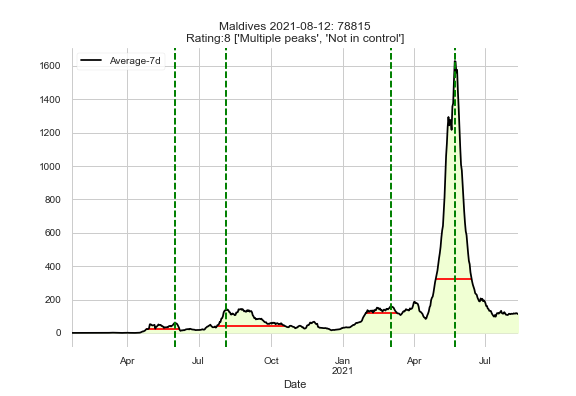 Maldives 2021-08-12: 78815
Rating:8 ['Multiple peaks', 'Not in control']
Average-7d
1600
1400
1200
1000
800
600
400
200
0
Apr Jul Oct Jan Apr Jul
2021
Date